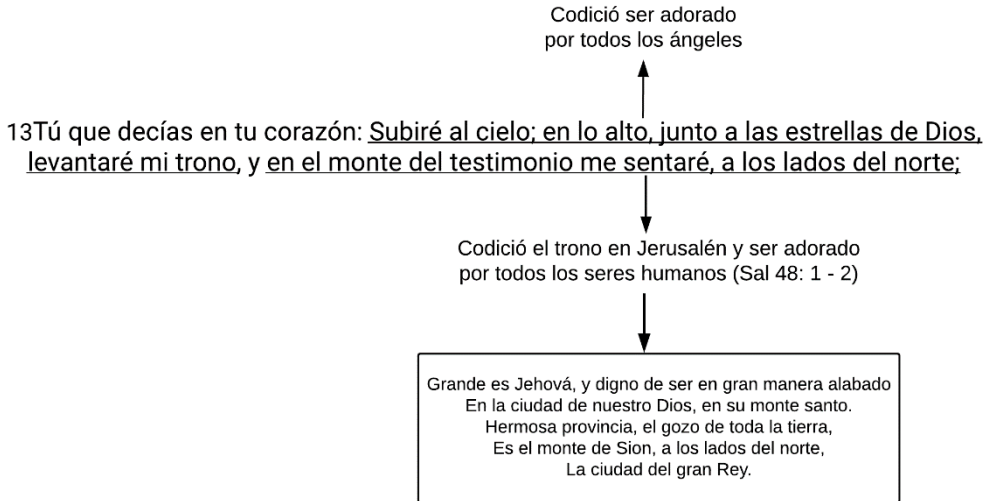 Codició ser adorado
por todos los ángeles
13Tú que decías en tu corazón: Subiré al cielo; en lo alto, junto a las estrellas de Dios,
levantaré mi trono, y en el monte del testimonio me sentaré, a los lados del norte;
Codició el trono en Jerusalén y ser adorado
por todos los seres humanos (Sal 48: 1 - 2)
Grande es Jehová, y digno de ser en gran manera alabado
En la ciudad de nuestro Dios, en su monte santo.
Hermosa provincia, el gozo de toda la tierra,
Es el monte de Sion, a los lados del norte,
La ciudad del gran Rey.